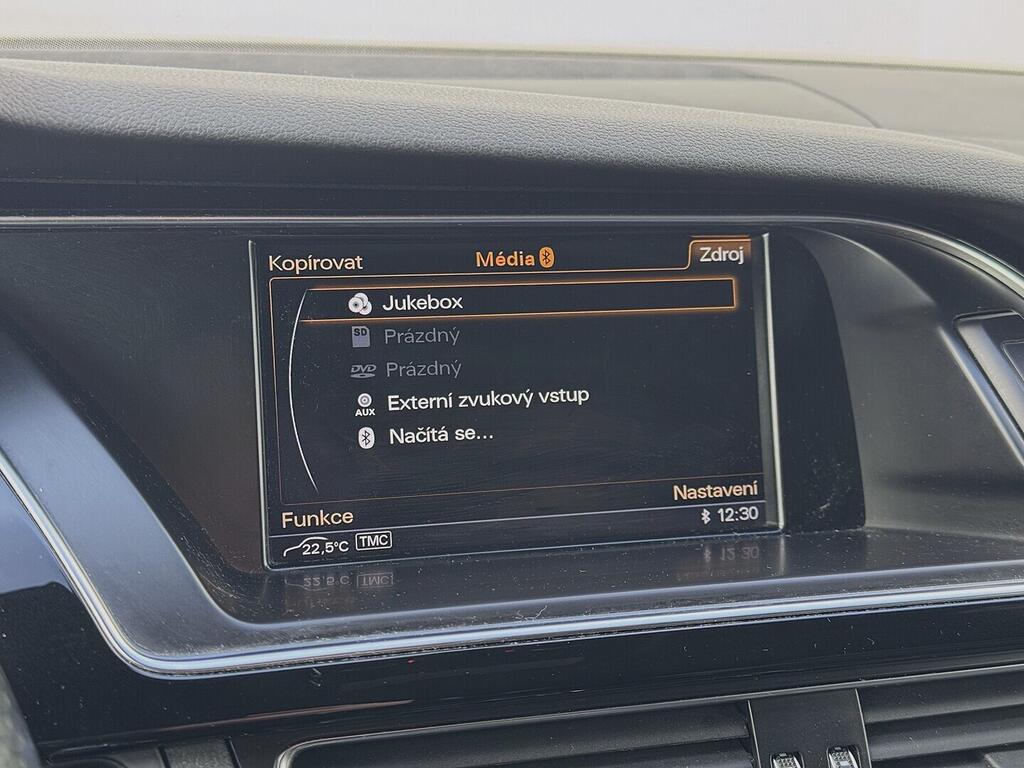 Kopírovat Média Zdroj
Jukebox
SD Prázdný
DVD Prázdný
AUX Externí zvukový vstup
Načítá se...
Funkce Nastavení
22,5°C TMC 12:30